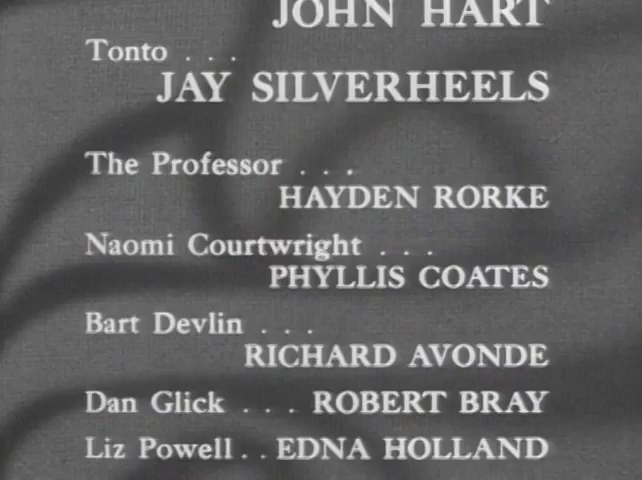 JOHN HART
Tonto . . .
JAY SILVERHEELS
The Professor . . .
HAYDEN RORKE
Naomi Courtwright . . .
PHYLLIS COATES
Bart Devlin . . .
RICHARD AVONDE
Dan Glick . . . ROBERT BRAY
Liz Powell . . EDNA HOLLAND